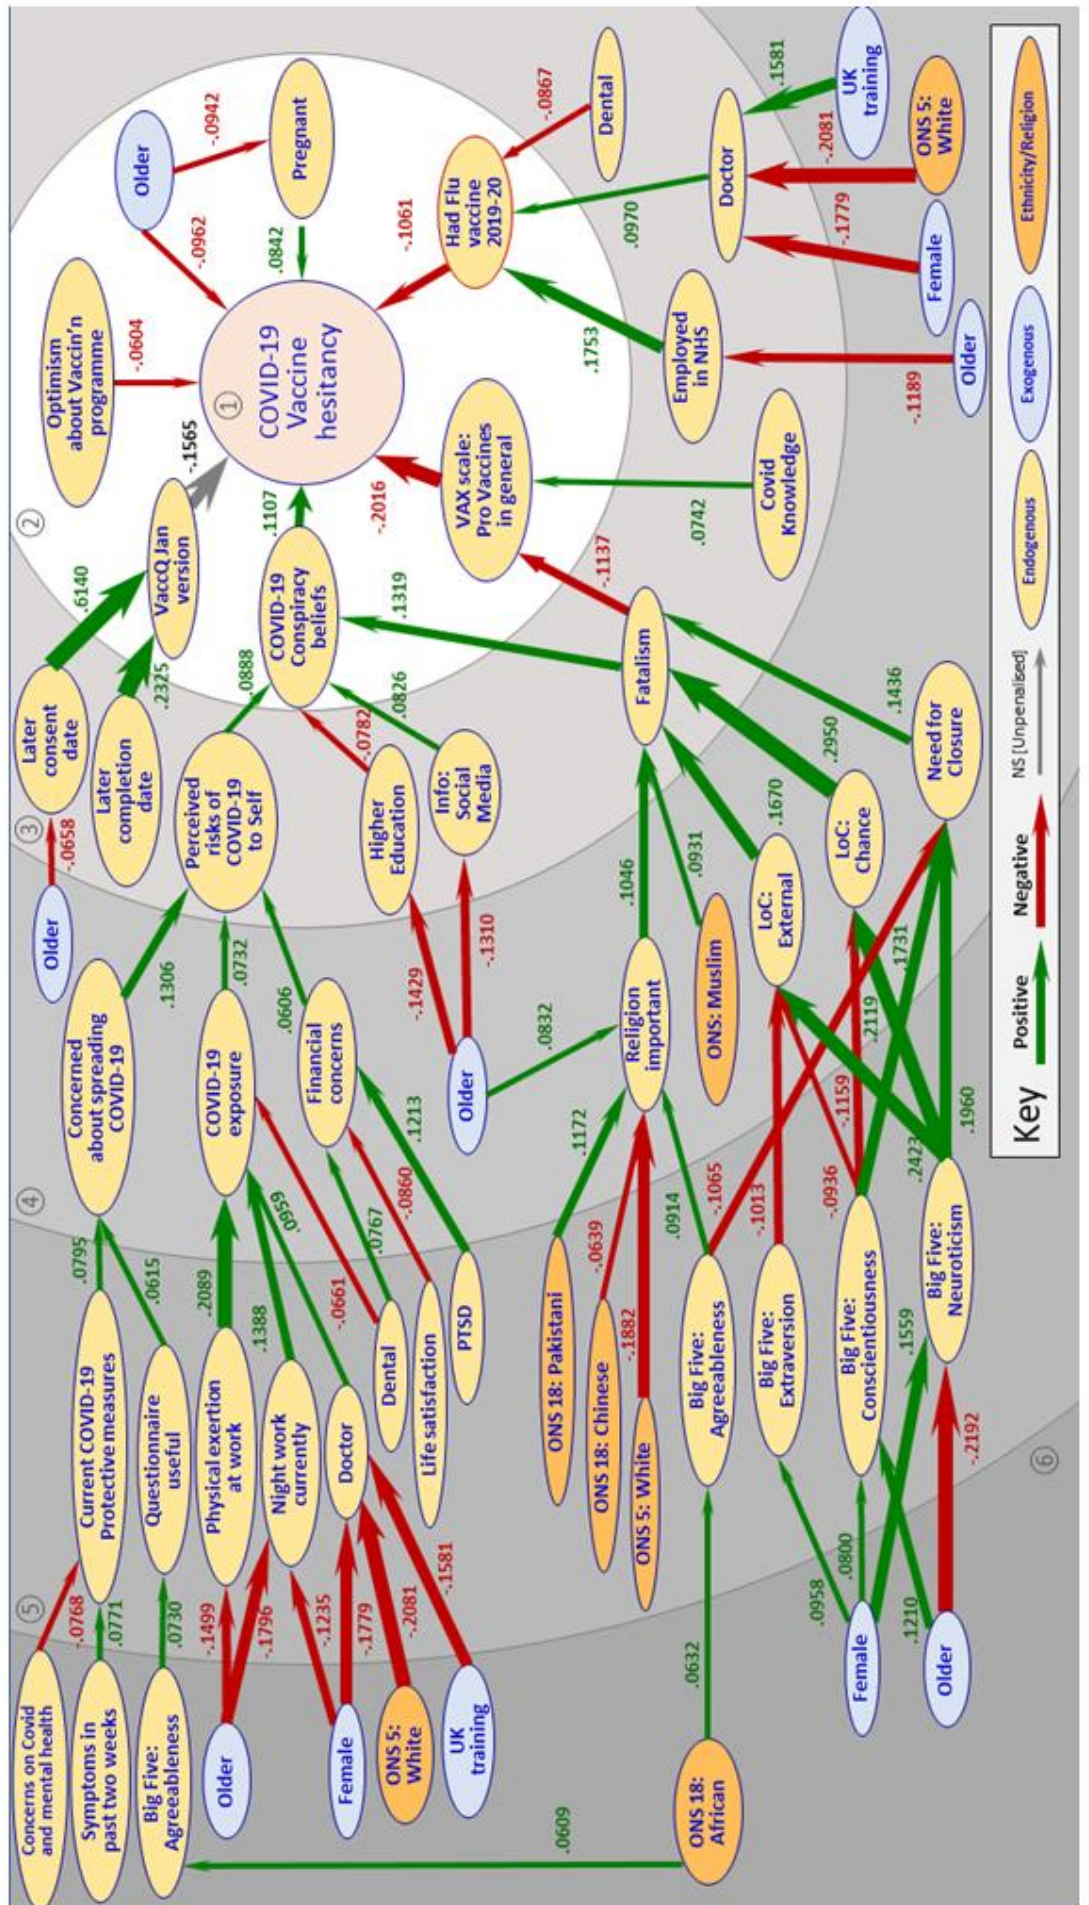 Concerns on Covid
and mental health
-.0768
⑤
Symptoms in
past two weeks
.0771
Big Five:
Agreeableness
.0730
Current COVID-19
Protective measures
.0795
④
Questionnaire
useful
.0615
Concerned
about spreading
COVID-19
.1306
Older
-.0658
③
Later
consent
date
.6140
②
Later
completion
date
.2325
VaccQ Jan
version
-.1565
Optimism
about Vaccin'n
programme
-.0604
Older
-.0962
-.0942
Pregnant
.0842
①
COVID-19
Vaccine
hesitancy
Older
-.1499
-.1796
Physical exertion
at work
.2089
Night work
currently
.1388
COVID-19
exposure
.0732
Perceived
risks of
COVID-19
to Self
.0888
COVID-19
Conspiracy
beliefs
.1107
Female
-.1235
-.1779
Doctor
.0959
-.0661
Financial
concerns
.0606
ONS 5:
White
-.2081
UK
training
-.1581
Dental
.0767
Life satisfaction
-.0860
PTSD
.1213
Older
-.1429
-.1310
.0832
Higher
Education
-.0782
Info:
Social
Media
.0826
.1319
VAX scale:
Pro Vaccines
in general
-.2016
Had Flu
vaccine
2019-20
-.1061
Dental
-.0867
.0970
.1753
ONS 18: Pakistani
.1172
ONS 18: Chinese
-.0639
ONS 5: White
-.1882
Religion
important
.1046
Fatalism
-.1137
Covid
Knowledge
.0742
Employed
in NHS
Doctor
.1581
-.2081
-.1779
UK
training
ONS 5:
White
Female
Older
-.1189
.0609
ONS 18:
African
.0632
Big Five:
Agreeableness
.0914
-.1065
ONS: Muslim
.0931
Big Five:
Extraversion
-.1013
LoC:
External
.1670
Big Five:
Conscientiousness
-.0936
-.1159
.2119
.1731
LoC:
Chance
.2950
Female
.0958
.0800
.1559
Older
.1210
-.2192
Big Five:
Neuroticism
.2423
.1960
Need for
Closure
.1436
⑥
Key
Positive
Negative
NS [Unpenalised]
Endogenous
Exogenous
Ethnicity/Religion